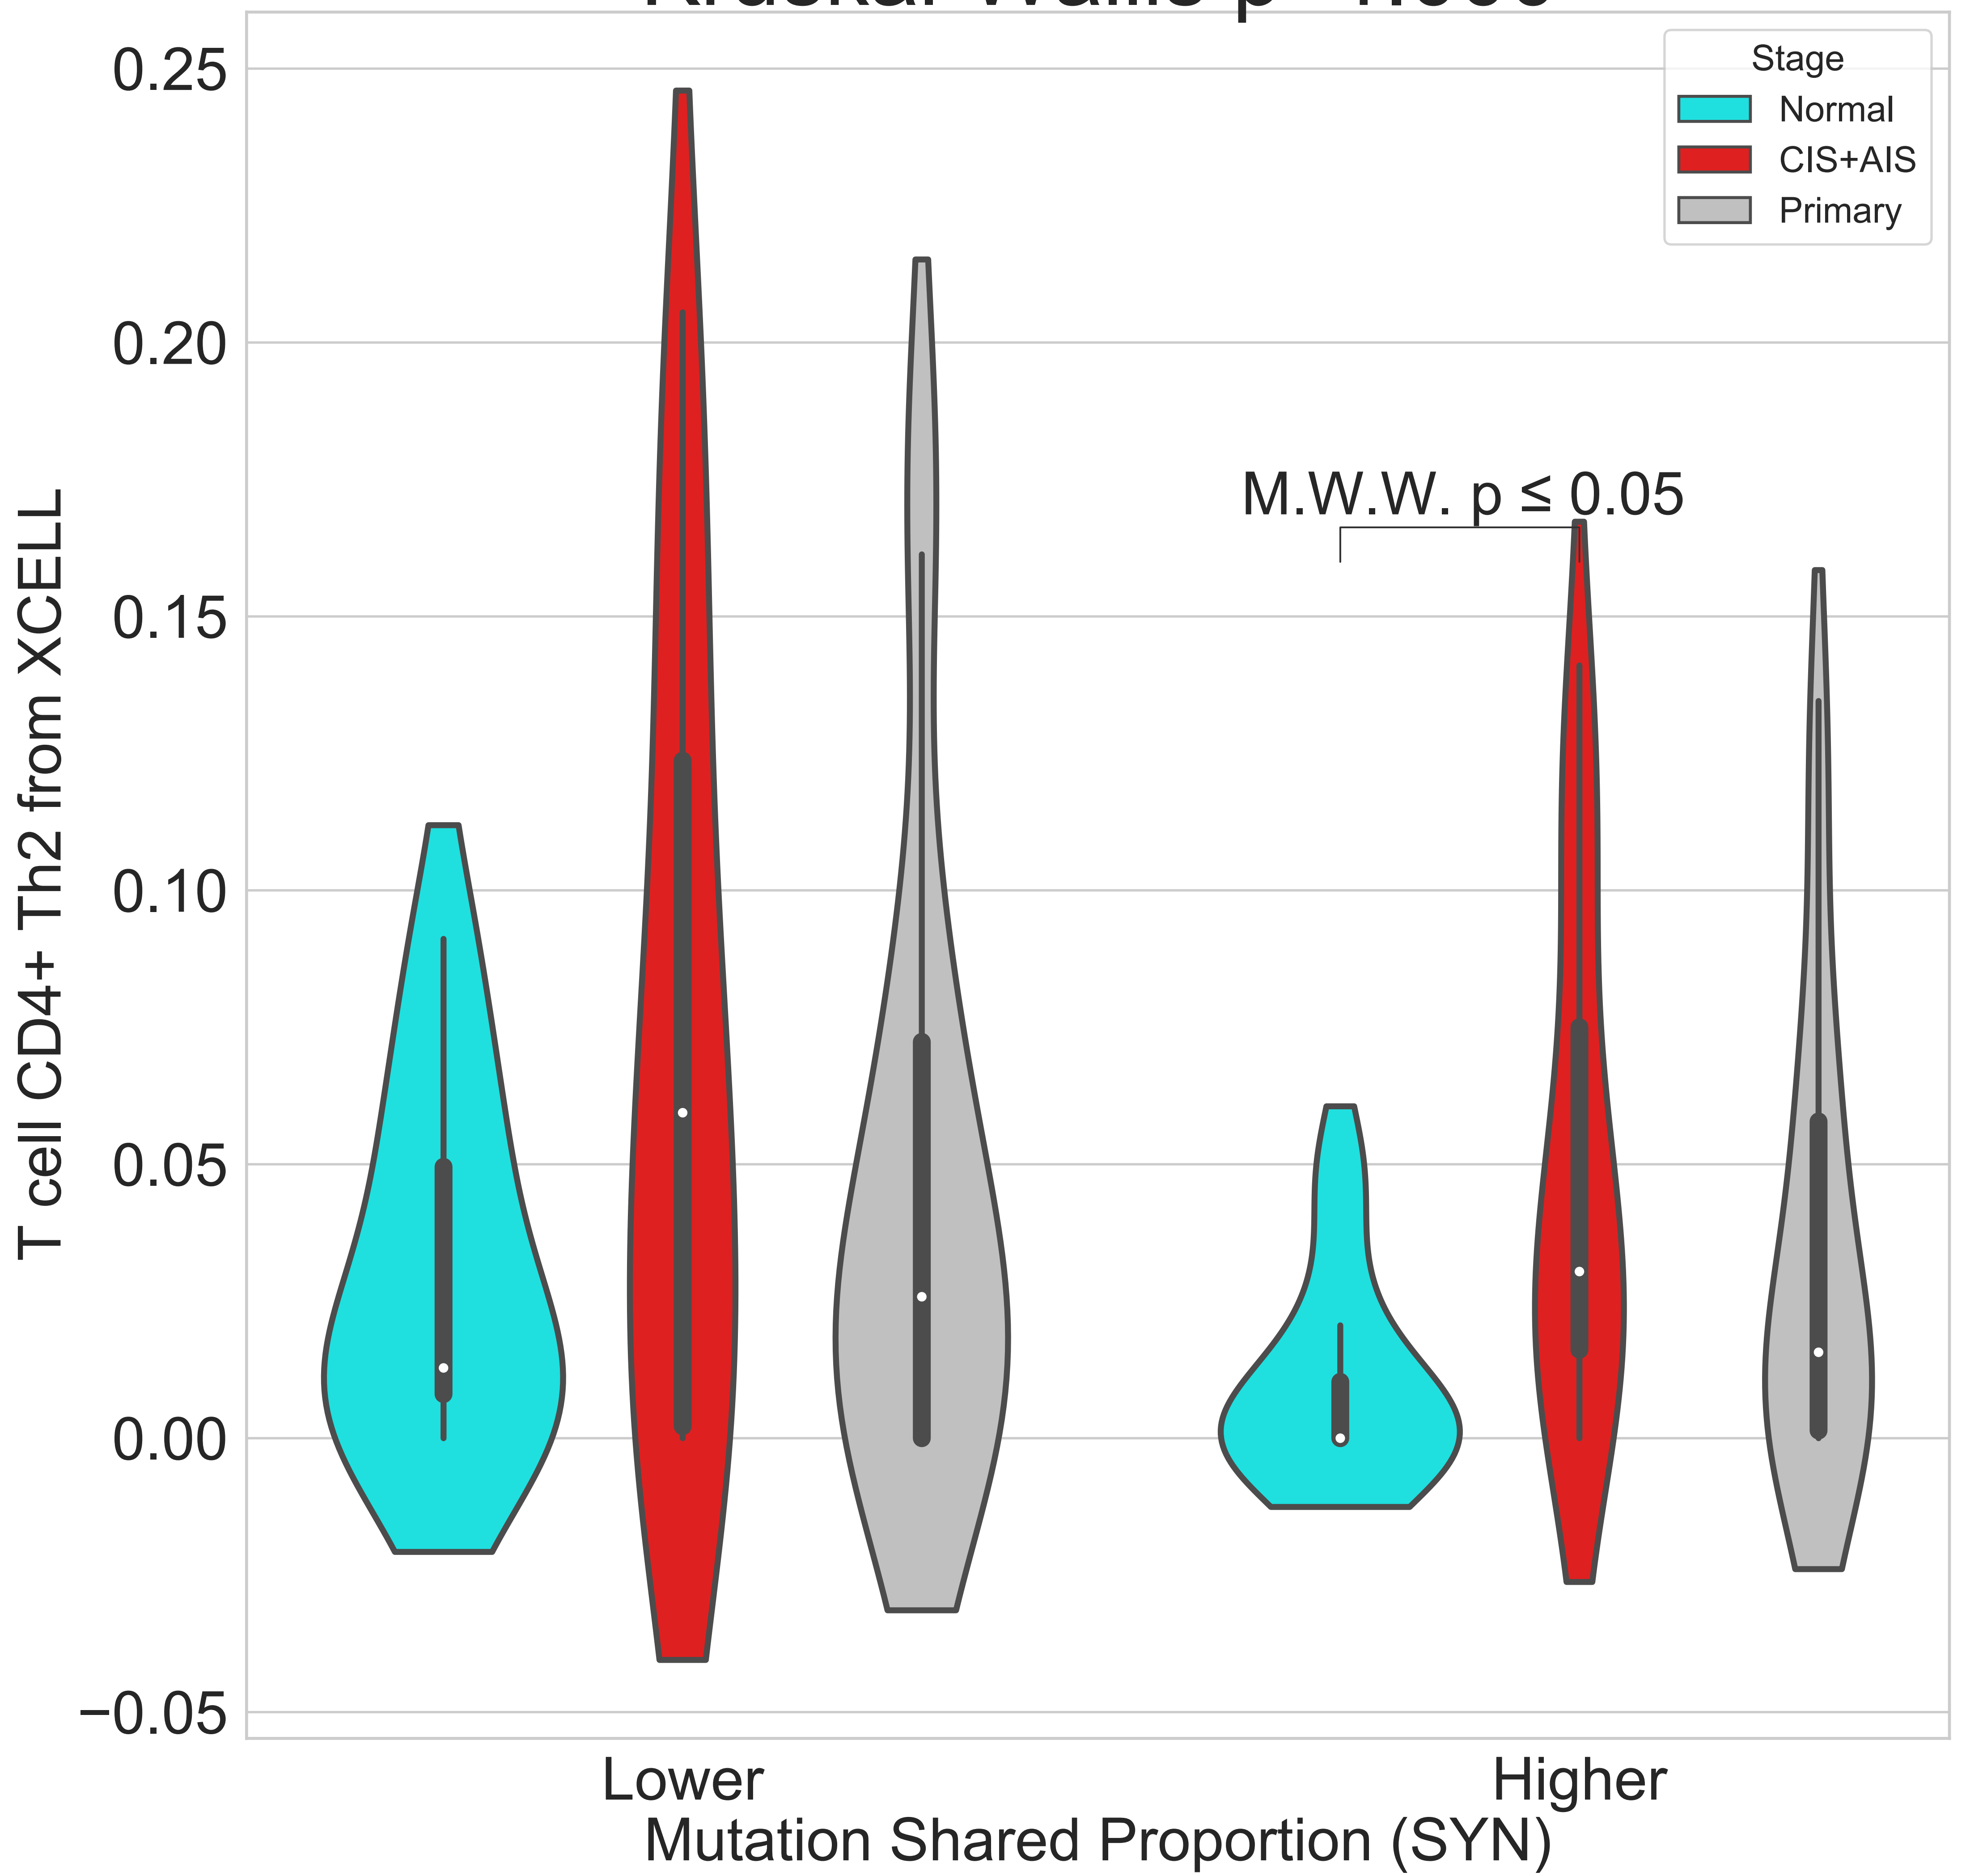 Stage
Normal
CIS+AIS
Primary
0.25
0.20
0.15
0.10
0.05
0.00
−0.05
T cell CD4+ Th2 from XCELL
M.W.W. p ≤ 0.05
Lower
Higher
Mutation Shared Proportion (SYN)